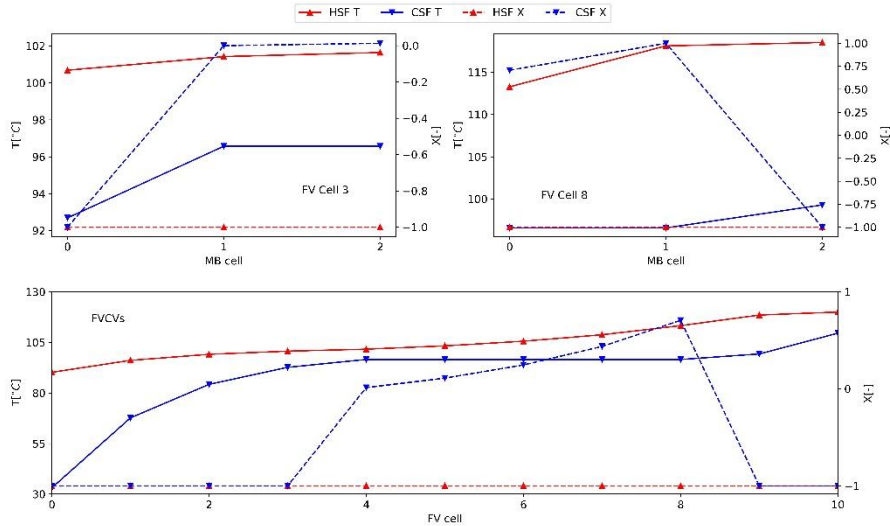 HSF T CSF T HSF X CSF X
102
100
98
96
94
92
T[°C]
0.0
−0.2
−0.4
−0.6
−0.8
−1.0
X[-]
FV Cell 3
0 1 2
MB cell
115
110
105
100
T[°C]
1.00
0.75
0.50
0.25
0.00
−0.25
−0.50
−0.75
−1.00
X[-]
FV Cell 8
0 1 2
MB cell
130
105
80
55
30
T[°C]
FVCVs
1
0
−1
X[-]
0 2 4 6 8 10
FV cell